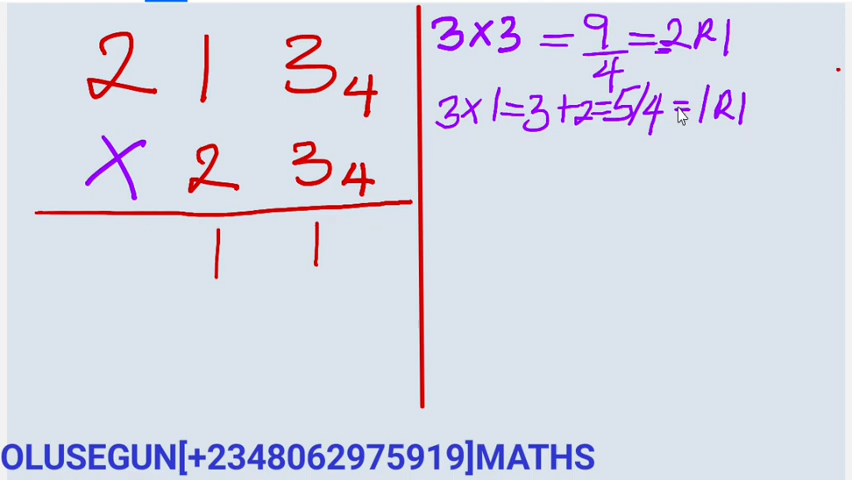 2 1 3₄
× 2 3₄
1 1
3×3 = 9/4 = 2R1
3×1=3+2=5/4=1R1
OLUSEGUN[+2348062975919]MATHS